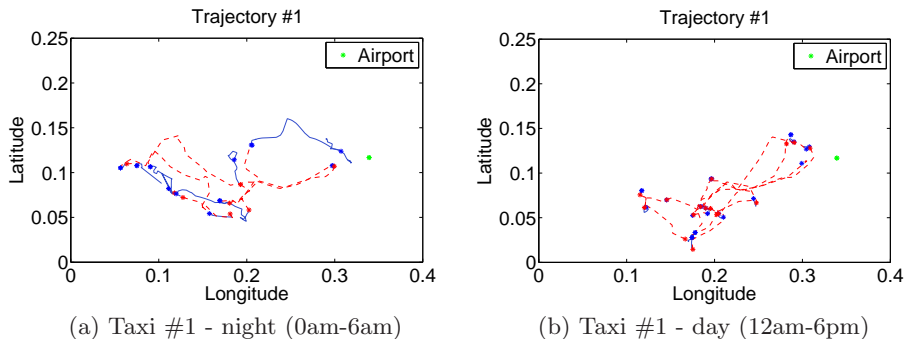 Trajectory #1
0.25
0.2
0.15
0.1
0.05
0
Latitude
Airport
0 0.1 0.2 0.3 0.4
Longitude
(a) Taxi #1 - night (0am-6am)
Trajectory #1
0.25
0.2
0.15
0.1
0.05
0
Latitude
Airport
0 0.1 0.2 0.3 0.4
Longitude
(b) Taxi #1 - day (12am-6pm)